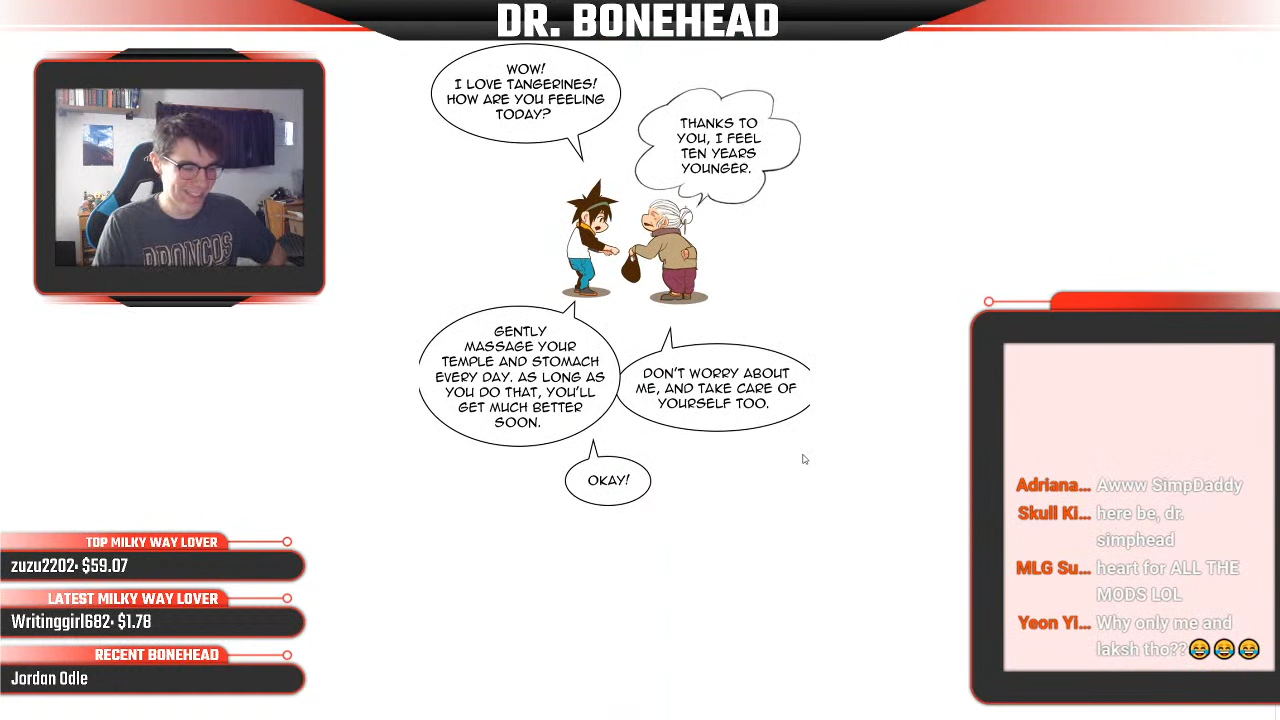 DR. BONEHEAD
WOW!
I LOVE TANGERINES!
HOW ARE YOU FEELING
TODAY?
THANKS TO
YOU, I FEEL
TEN YEARS
YOUNGER.
BRONCOS
GENTLY
MASSAGE YOUR
TEMPLE AND STOMACH
EVERY DAY. AS LONG AS
YOU DO THAT, YOU'LL
GET MUCH BETTER
SOON.
DON'T WORRY ABOUT
ME, AND TAKE CARE OF
YOURSELF TOO.
OKAY!
TOP MILKY WAY LOVER
zuzu2202• $59.07
LATEST MILKY WAY LOVER
Writinggirl682• $1.78
RECENT BONEHEAD
Jordan Odle
Adriana... Awww SimpDaddy
Skull Ki... here be, dr.
simphead
MLG Su... heart for ALL THE
MODS LOL
Yeon Yi... Why only me and
laksh tho??😂😂😂